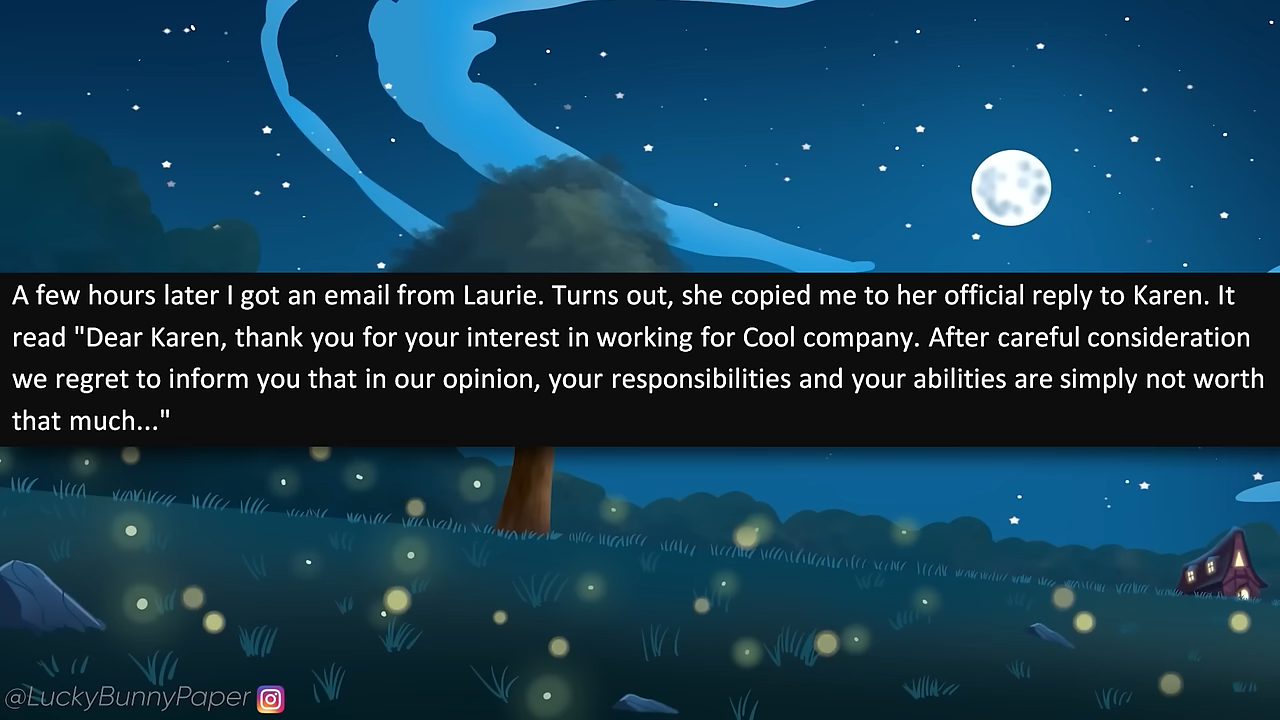 A few hours later I got an email from Laurie. Turns out, she copied me to her official reply to Karen. It
read "Dear Karen, thank you for your interest in working for Cool company. After careful consideration
we regret to inform you that in our opinion, your responsibilities and your abilities are simply not worth
that much..."
@LuckyBunnyPaper